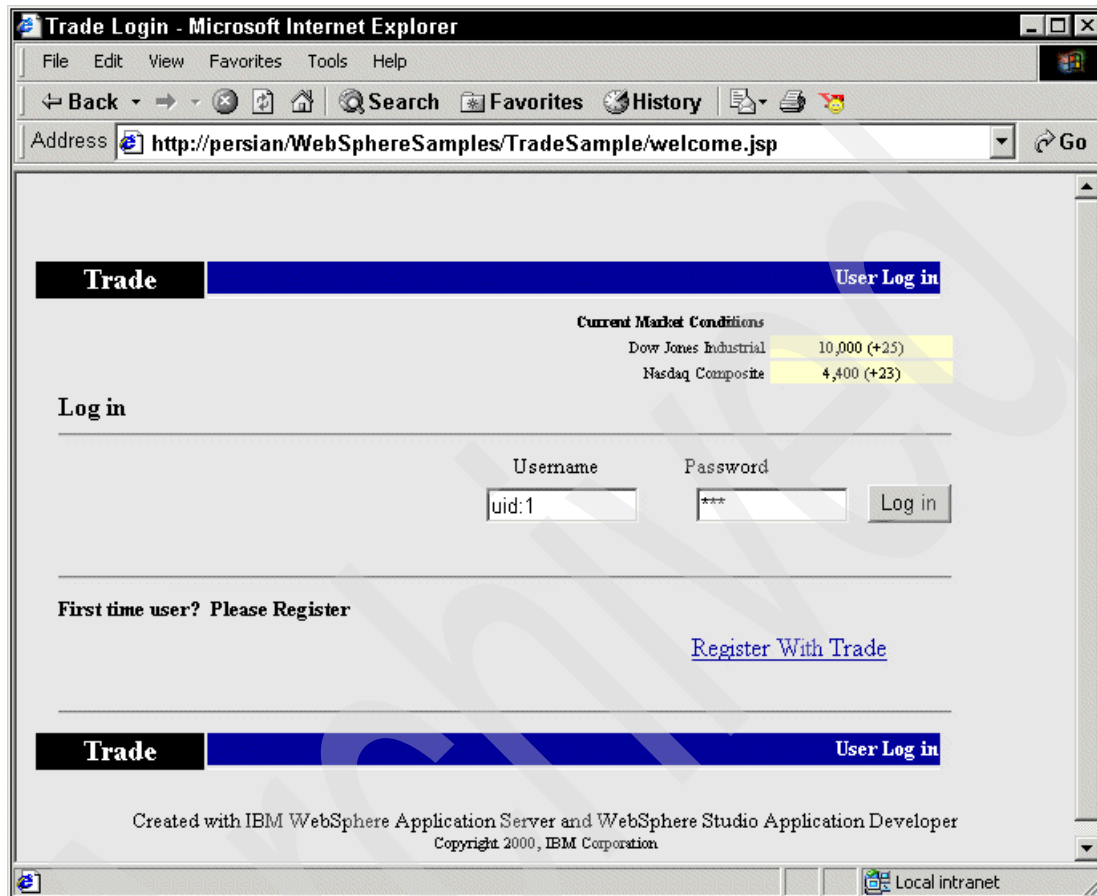 Trade Login - Microsoft Internet Explorer
File Edit View Favorites Tools Help
Back Search Favorites History
Address http://persian/WebSphereSamples/TradeSample/welcome.jsp Go
Trade User Log in
Current Market Conditions
Dow Jones Industrial 10,000 (+25)
Nasdaq Composite 4,400 (+23)
Log in
Username Password
uid:1 *** Log in
First time user? Please Register
Register With Trade
Trade User Log in
Created with IBM WebSphere Application Server and WebSphere Studio Application Developer
Copyright 2000, IBM Corporation
Local intranet
Archived